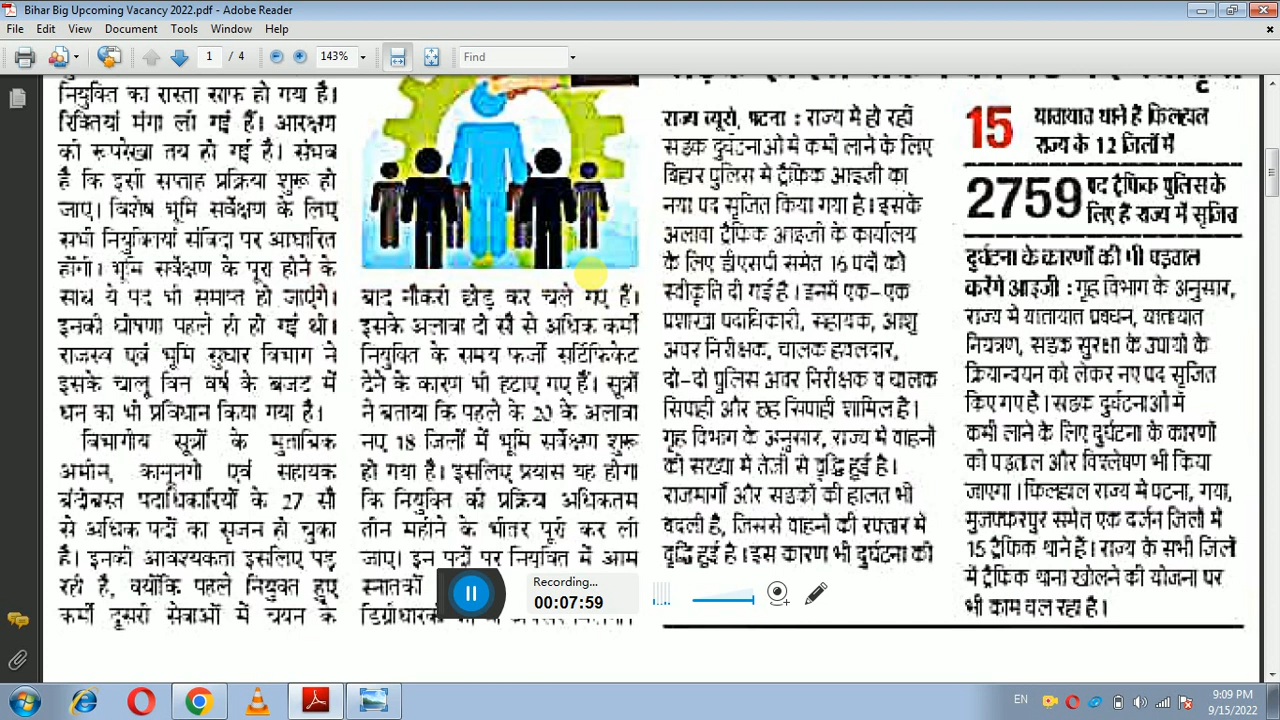 Bihar Big Upcoming Vacancy 2022.pdf - Adobe Reader
File Edit View Document Tools Window Help
1 / 4 143% Find
नियुक्ति का रास्ता साफ हो गया है।
रिक्तियां मंगा ली गई हैं। आरक्षण
की रूपरेखा तय हो गई है। संभव
है कि इसी सप्ताह प्रक्रिया शुरू हो
जाए। विशेष भूमि सर्वेक्षण के लिए
सभी नियुक्तियां संविदा पर आधारित
होंगी। भूमि सर्वेक्षण के पूरा होने के
साथ ये पद भी समाप्त हो जाएंगे।
इनकी घोषणा पहले ही हो गई थी।
राजस्व एवं भूमि सुधार विभाग ने
इसके चालू वित्त वर्ष के बजट में
धन का भी प्रविधान किया गया है।
विभागीय सूत्रों के मुताबिक
अमीन, कानूनगो एवं सहायक
बंदोबस्त पदाधिकारियों के 27 सौ
से अधिक पदों का सृजन हो चुका
है। इनकी आवश्यकता इसलिए पड़
रही है, क्योंकि पहले नियुक्त हुए
कर्मी दूसरी सेवाओं में चयन के
बाद नौकरी छोड़ कर चले गए हैं।
इसके अलावा दो सौ से अधिक कर्मी
नियुक्ति के समय फर्जी सर्टिफिकेट
देने के कारण भी हटाए गए हैं। सूत्रों
ने बताया कि पहले के 20 के अलावा
नए 18 जिलों में भूमि सर्वेक्षण शुरू
हो गया है। इसलिए प्रयास यह होगा
कि नियुक्ति की प्रक्रिया अधिकतम
तीन महीने के भीतर पूरी कर ली
जाए। इन पदों पर नियुक्ति में आम
स्नातकों
डिग्रीधारकों
राज्य ब्यूरो, पटना : राज्य में हो रही
सड़क दुर्घटनाओं में कमी लाने के लिए
बिहार पुलिस में ट्रैफिक आइजी का
नया पद सृजित किया गया है। इसके
अलावा ट्रैफिक आइजी के कार्यालय
के लिए डीएसपी समेत 16 पदों को
स्वीकृति दी गई है। इनमें एक-एक
प्रशाखा पदाधिकारी, सहायक, आशु
अवर निरीक्षक, चालक हवलदार,
दो-दो पुलिस अवर निरीक्षक व चालक
सिपाही और छह सिपाही शामिल है।
गृह विभाग के अनुसार, राज्य में वाहनों
की संख्या में तेजी से वृद्धि हुई है।
राजमार्गों और सड़कों की हालत भी
बदली है, जिससे वाहनों की रफ्तार में
वृद्धि हुई है। इस कारण भी दुर्घटना की
15 यातायात थाने हैं फिलहाल
राज्य के 12 जिलों में
2759 पद ट्रैफिक पुलिस के
लिए हैं राज्य में सृजित
दुर्घटना के कारणों की भी पड़ताल
करेंगे आइजी : गृह विभाग के अनुसार,
राज्य में यातायात प्रबंधन, यातायात
नियंत्रण, सड़क सुरक्षा के उपायों के
क्रियान्वयन को लेकर नए पद सृजित
किए गए है। सड़क दुर्घटनाओं में
कमी लाने के लिए दुर्घटना के कारणों
की पड़ताल और विश्लेषण भी किया
जाएगा। फिलहाल राज्य में पटना, गया,
मुजफ्फरपुर समेत एक दर्जन जिलों में
15 ट्रैफिक थाने हैं। राज्य के सभी जिलों
में ट्रैफिक थाना खोलने की योजना पर
भी काम चल रहा है।
Recording...
00:07:59
EN
9:09 PM
9/15/2022